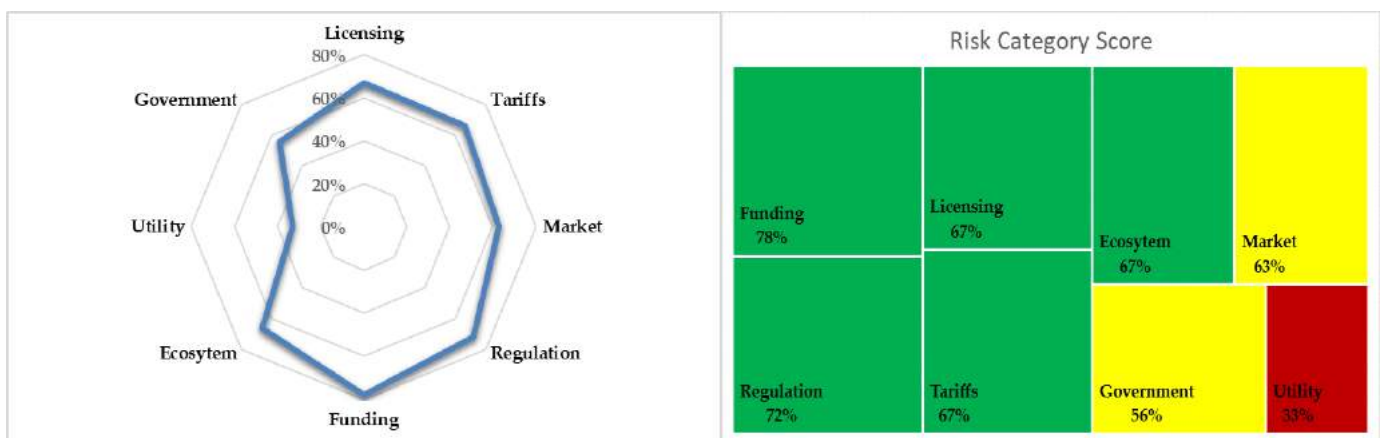 Licensing
80%
Government
Tariffs
60%
40%
20%
Utility
0%
Market
Ecosytem
Regulation
Funding
Risk Category Score
Funding
78%
Licensing
67%
Ecosytem
67%
Market
63%
Regulation
72%
Tariffs
67%
Government
56%
Utility
33%